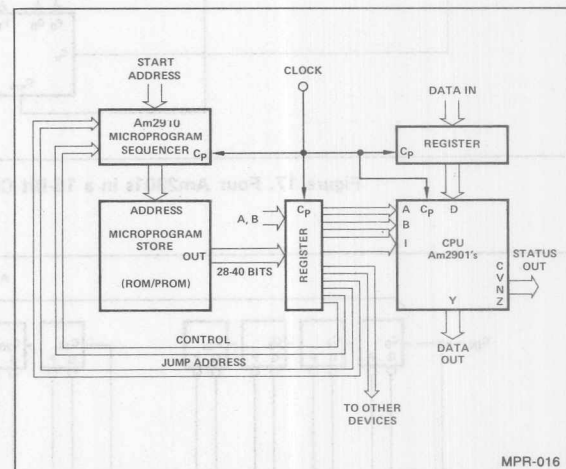 START
ADDRESS
CLOCK
DATA IN
Am2910
MICROPROGRAM
SEQUENCER
CP
CP
REGISTER
ADDRESS
MICROPROGRAM
STORE
OUT
(ROM/PROM)
A, B
28-40 BITS
CP
REGISTER
A
B
I
CP
D
CPU
Am2901's
C
V
N
Z
Y
STATUS
OUT
DATA
OUT
CONTROL
JUMP ADDRESS
TO OTHER
DEVICES
MPR-016